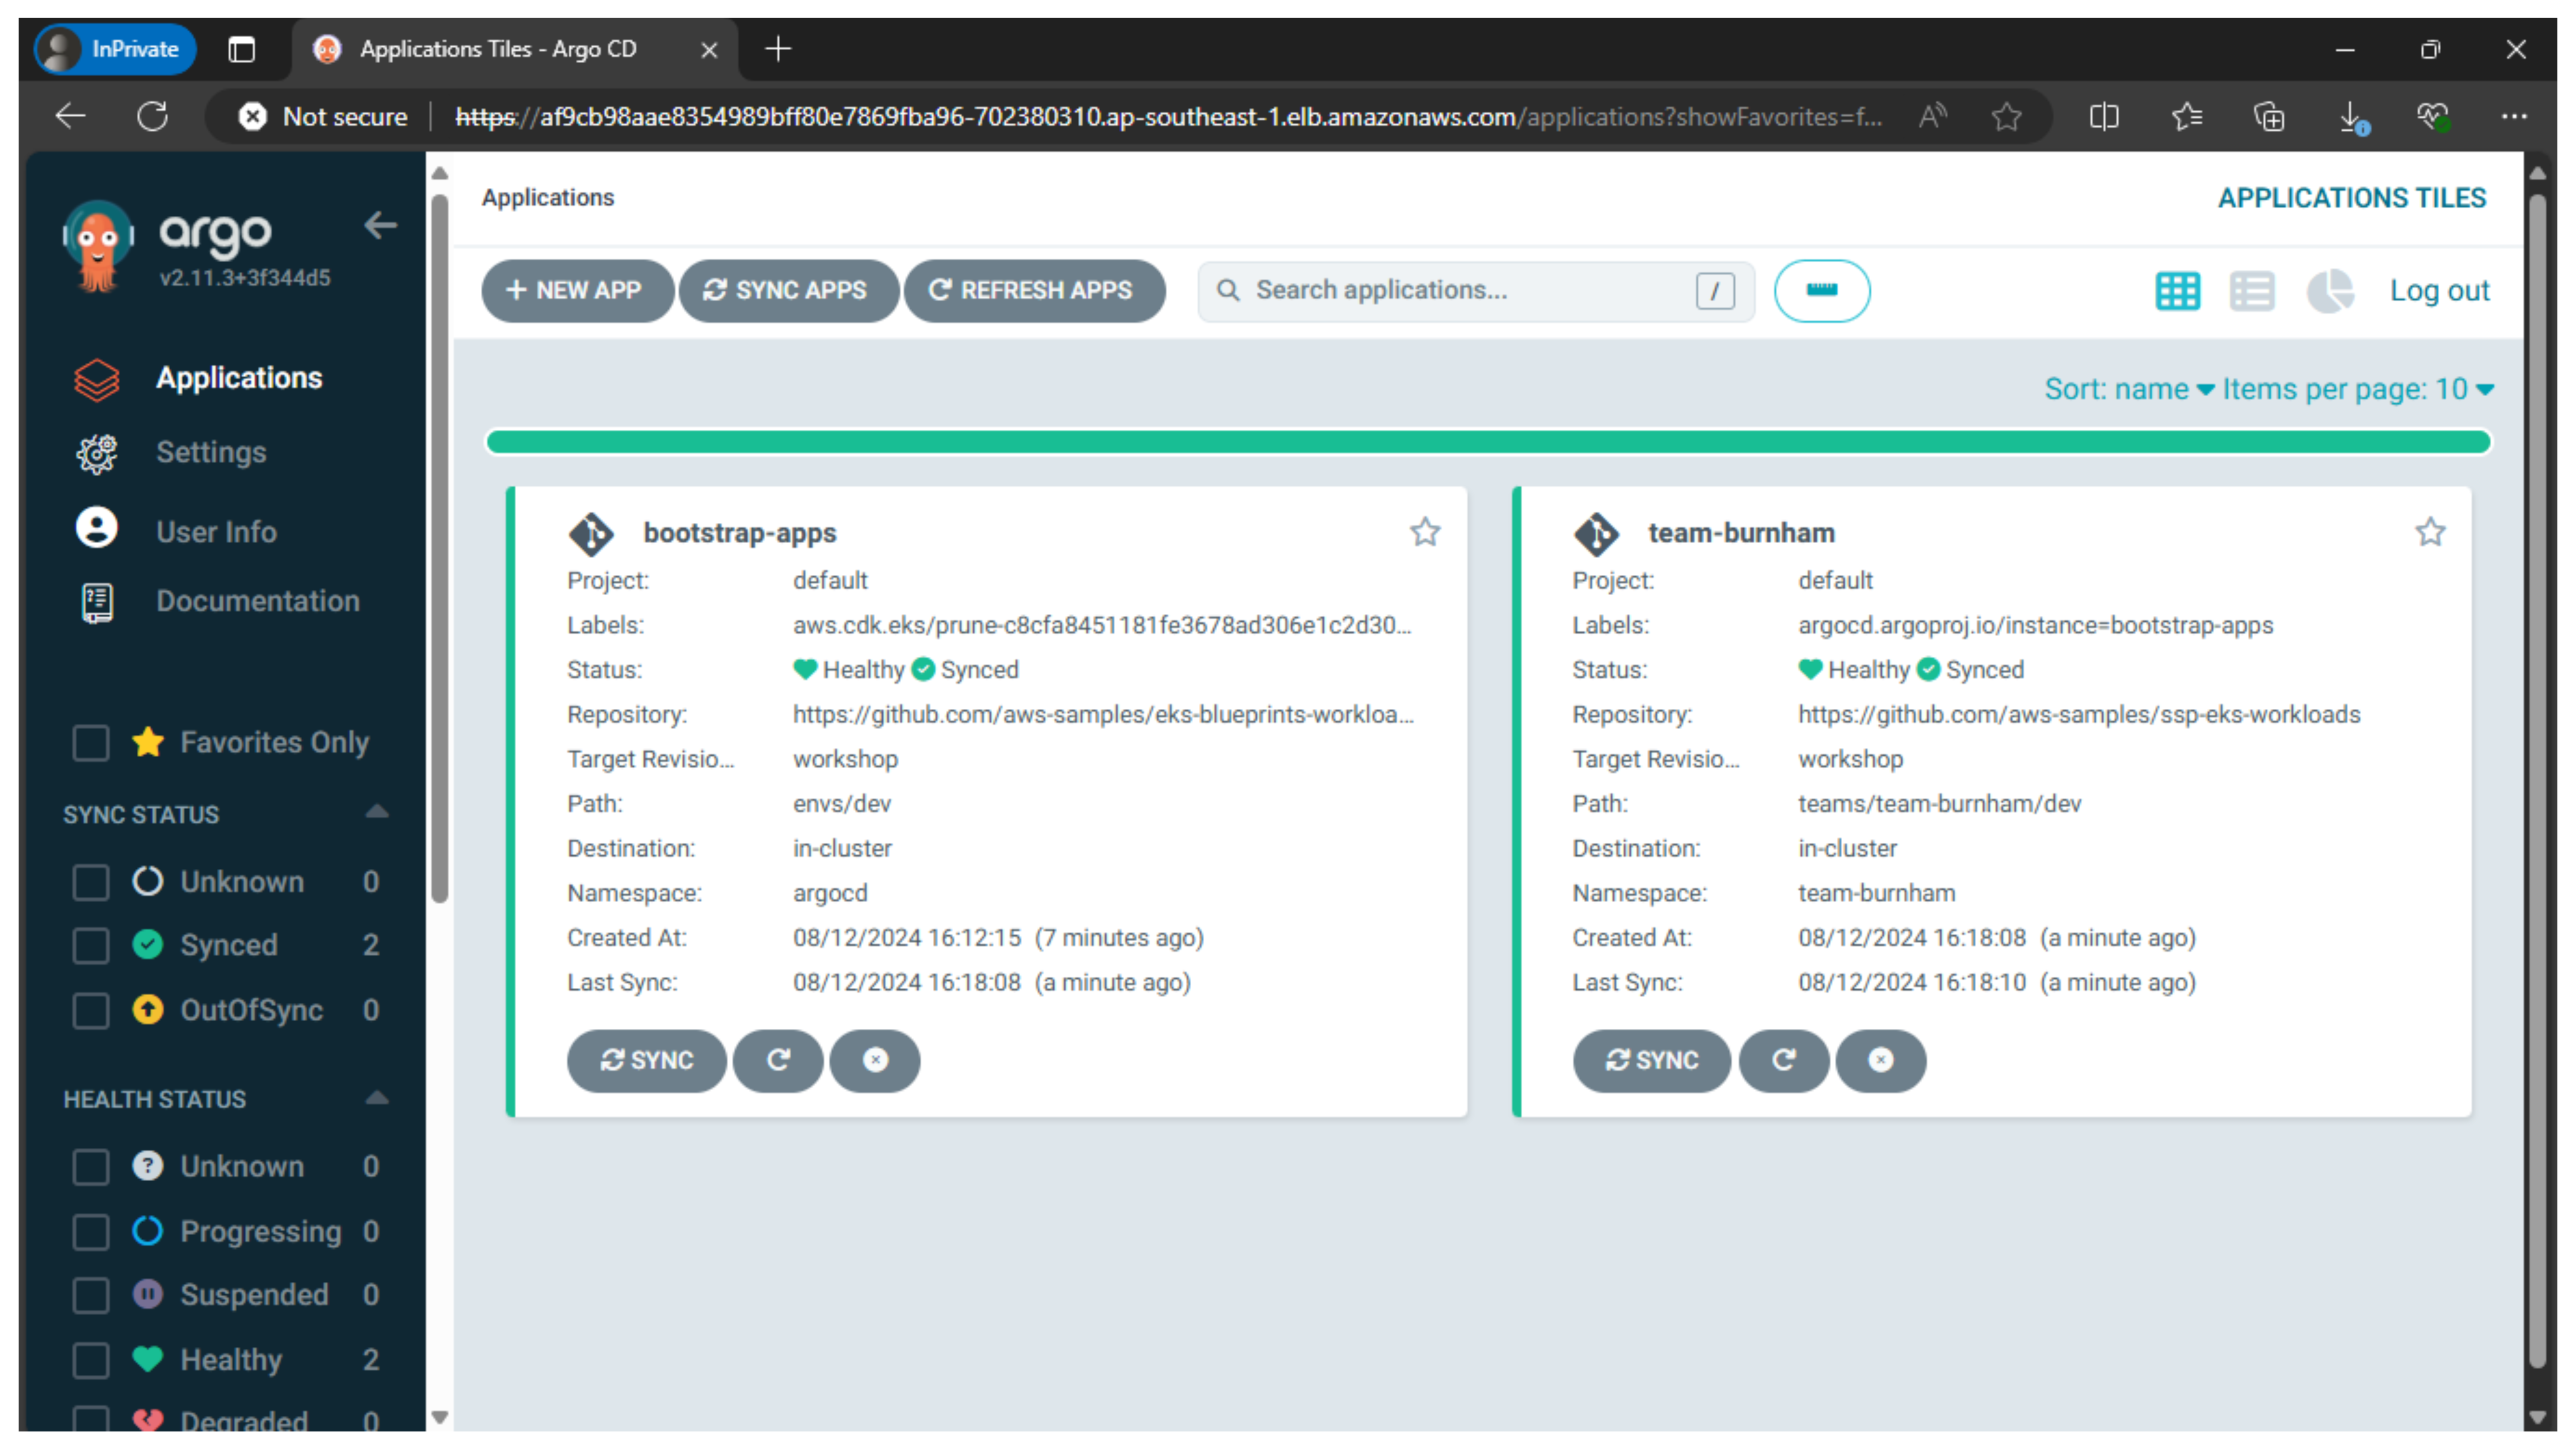 InPrivate
Applications Tiles - Argo CD
Not secure
https://af9cb98aae8354989bff80e7869fba96-702380310.ap-southeast-1.elb.amazonaws.com/applications?showFavorites=f...
argo
v2.11.3+3f344d5
Applications
Settings
User Info
Documentation
Favorites Only
SYNC STATUS
Unknown 0
Synced 2
OutOfSync 0
HEALTH STATUS
Unknown 0
Progressing 0
Suspended 0
Healthy 2
Degraded 0
Applications
APPLICATIONS TILES
+ NEW APP
SYNC APPS
REFRESH APPS
Search applications...
/
Log out
Sort: name
Items per page: 10
bootstrap-apps
Project: default
Labels: aws.cdk.eks/prune-c8cfa8451181fe3678ad306e1c2d30...
Status: Healthy Synced
Repository: https://github.com/aws-samples/eks-blueprints-workloa...
Target Revisio... workshop
Path: envs/dev
Destination: in-cluster
Namespace: argocd
Created At: 08/12/2024 16:12:15 (7 minutes ago)
Last Sync: 08/12/2024 16:18:08 (a minute ago)
SYNC
team-burnham
Project: default
Labels: argocd.argoproj.io/instance=bootstrap-apps
Status: Healthy Synced
Repository: https://github.com/aws-samples/ssp-eks-workloads
Target Revisio... workshop
Path: teams/team-burnham/dev
Destination: in-cluster
Namespace: team-burnham
Created At: 08/12/2024 16:18:08 (a minute ago)
Last Sync: 08/12/2024 16:18:10 (a minute ago)
SYNC